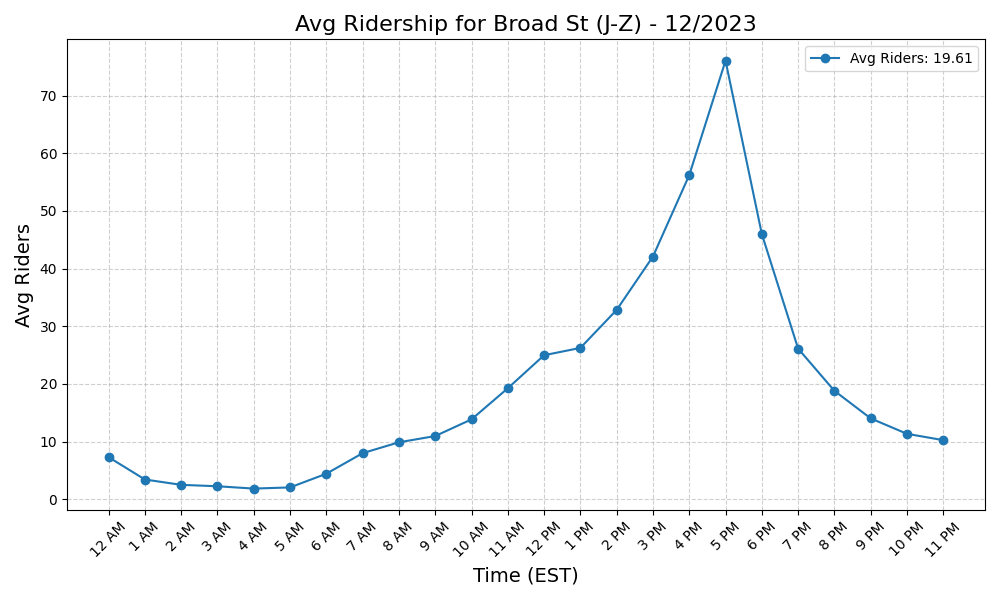 Avg Ridership for Broad St (J-Z) - 12/2023
Avg Riders: 19.61
Avg Riders
70
60
50
40
30
20
10
0
12 AM
1 AM
2 AM
3 AM
4 AM
5 AM
6 AM
7 AM
8 AM
9 AM
10 AM
11 AM
12 PM
1 PM
2 PM
3 PM
4 PM
5 PM
6 PM
7 PM
8 PM
9 PM
10 PM
11 PM
Time (EST)